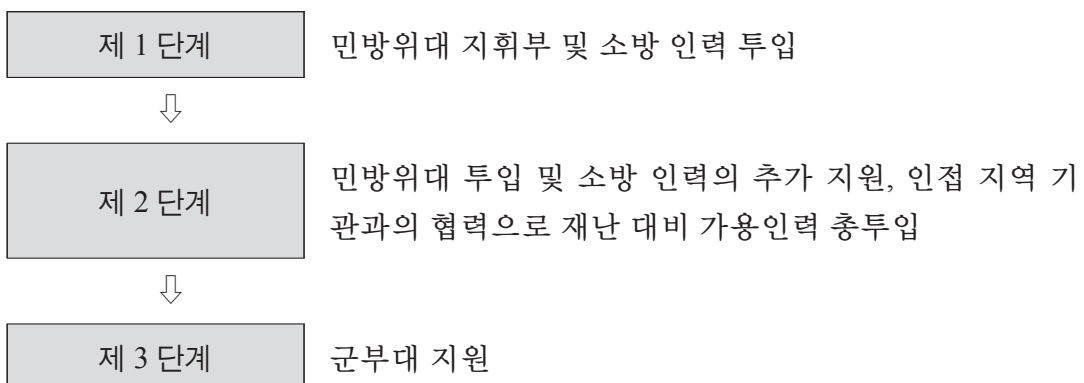 제 1 단계
민방위대 지휘부 및 소방 인력 투입
제 2 단계
민방위대 투입 및 소방 인력의 추가 지원, 인접 지역 기
관과의 협력으로 재난 대비 가용인력 총투입
제 3 단계
군부대 지원